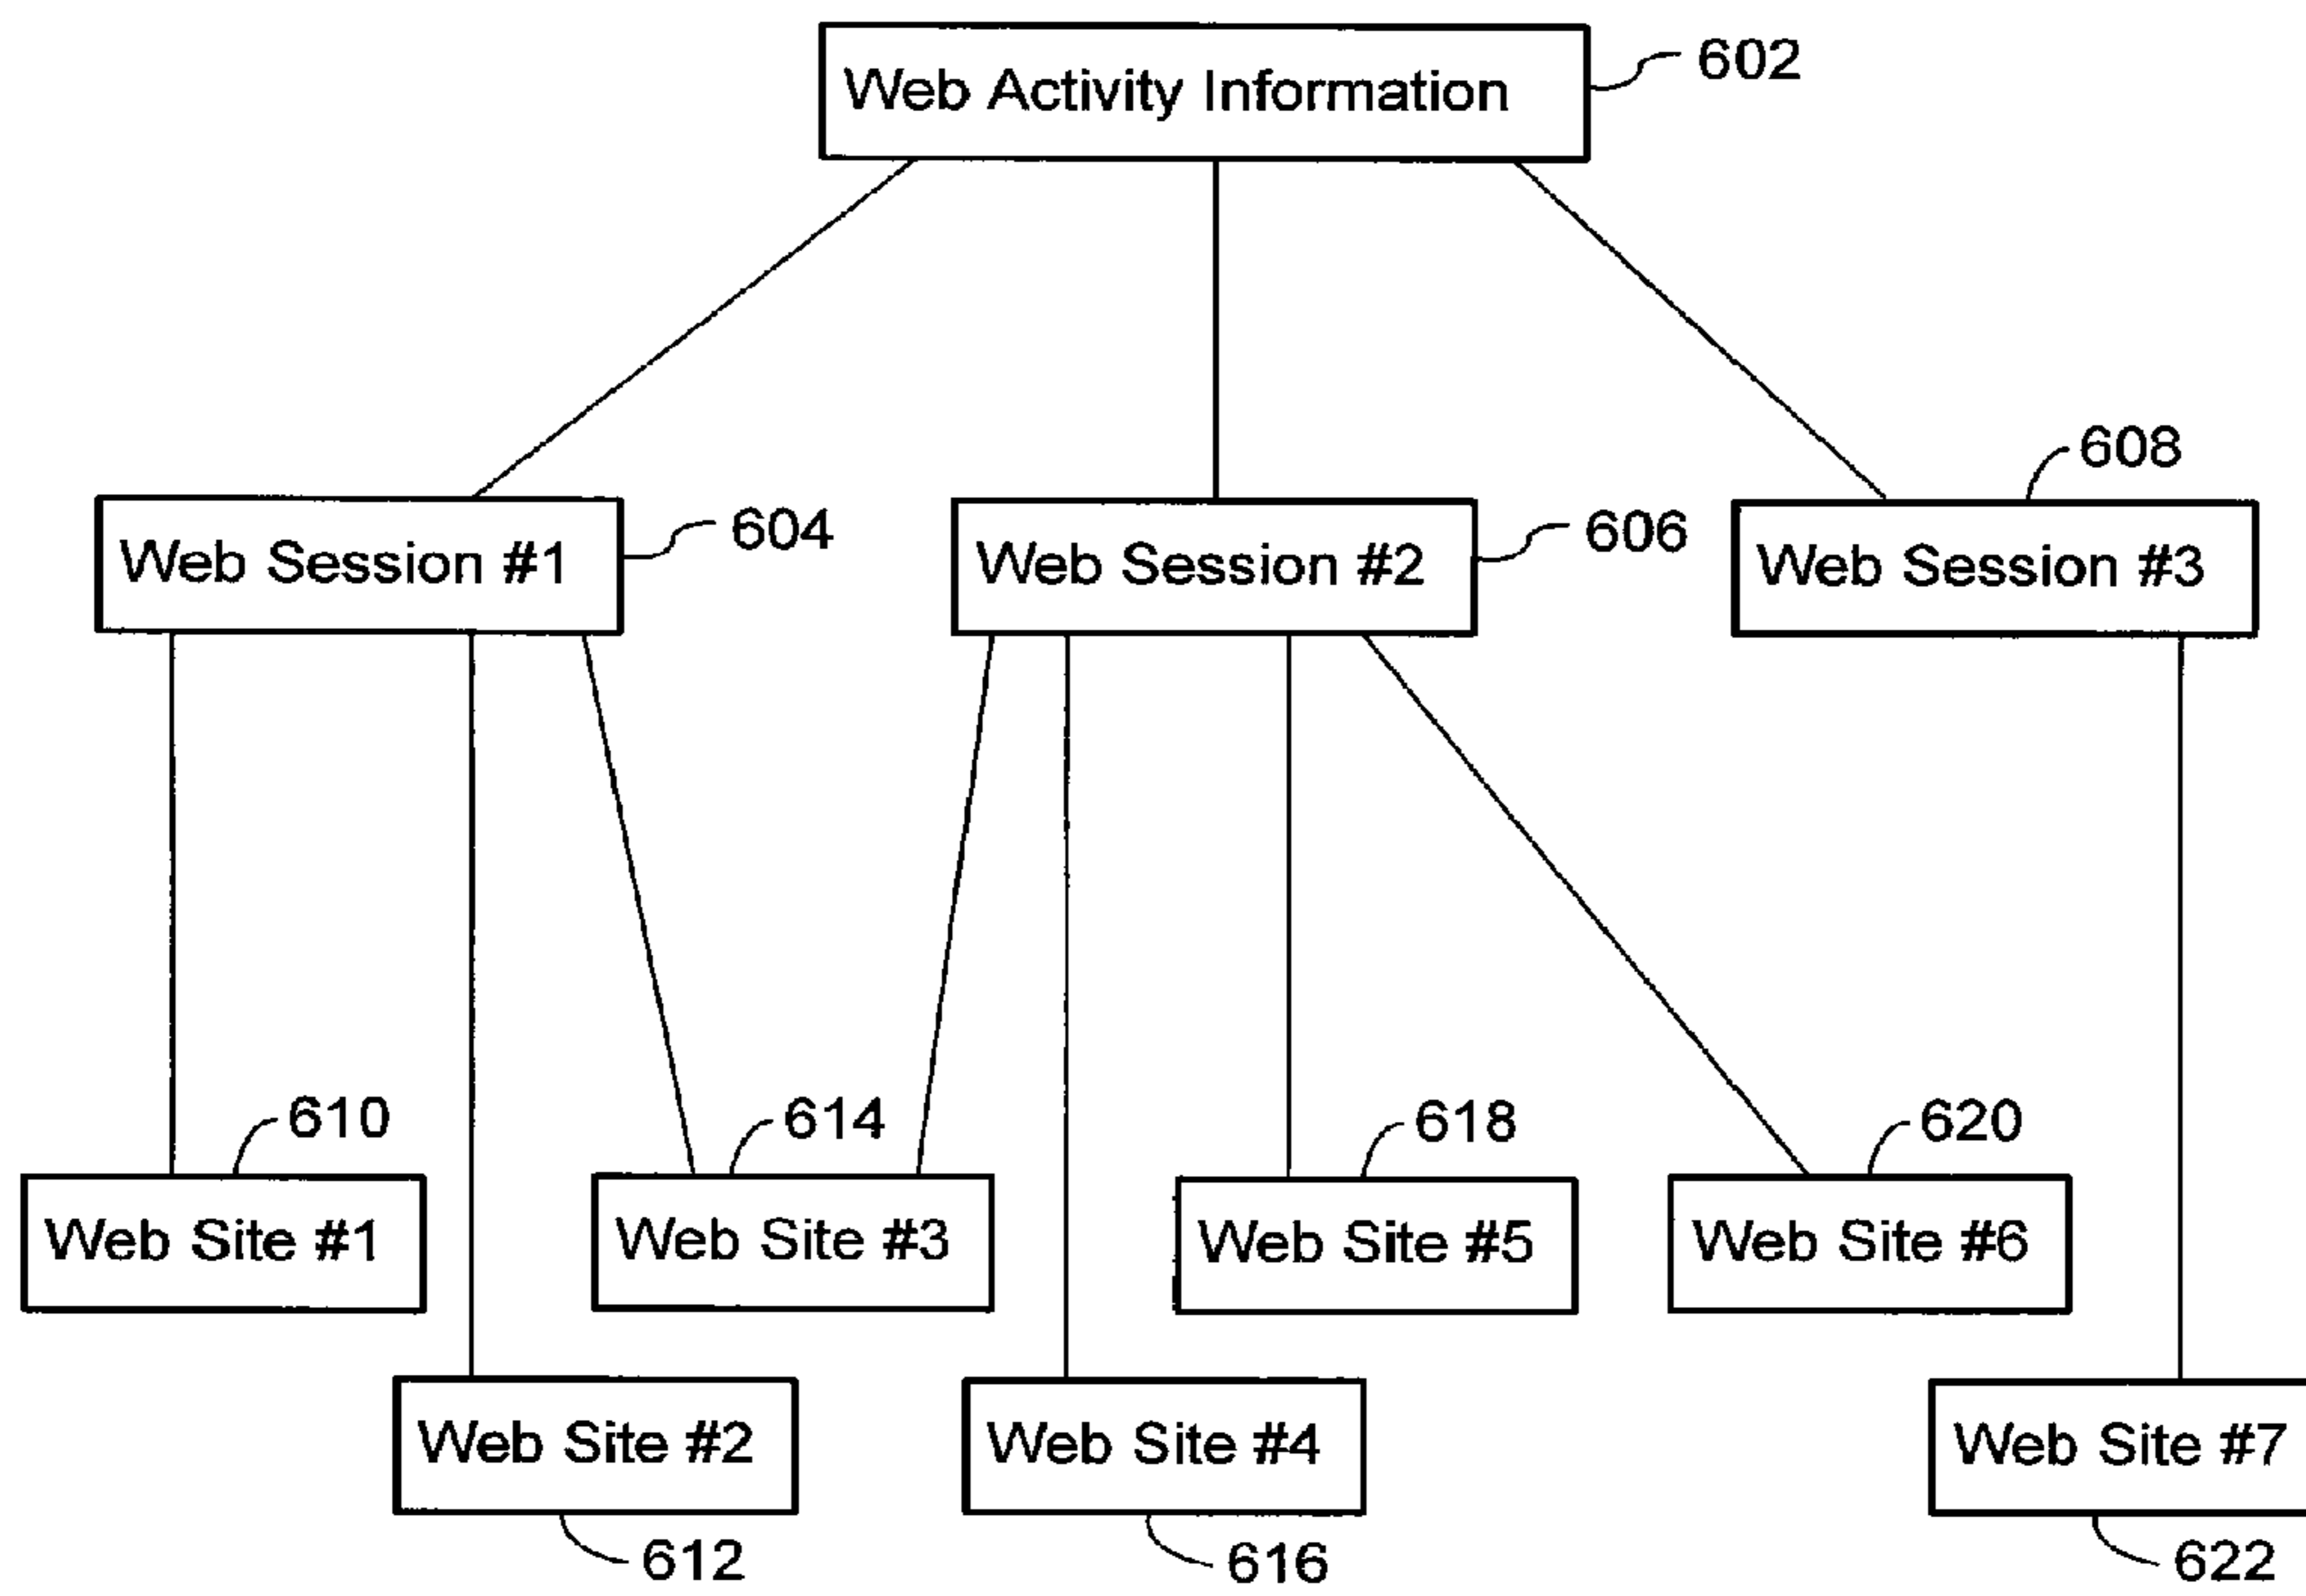 Web Activity Information
602
608
Web Session #1
604
Web Session #2
606
Web Session #3
610
614
618
620
Web Site #1
Web Site #3
Web Site #5
Web Site #6
Web Site #2
Web Site #4
Web Site #7
612
616
622